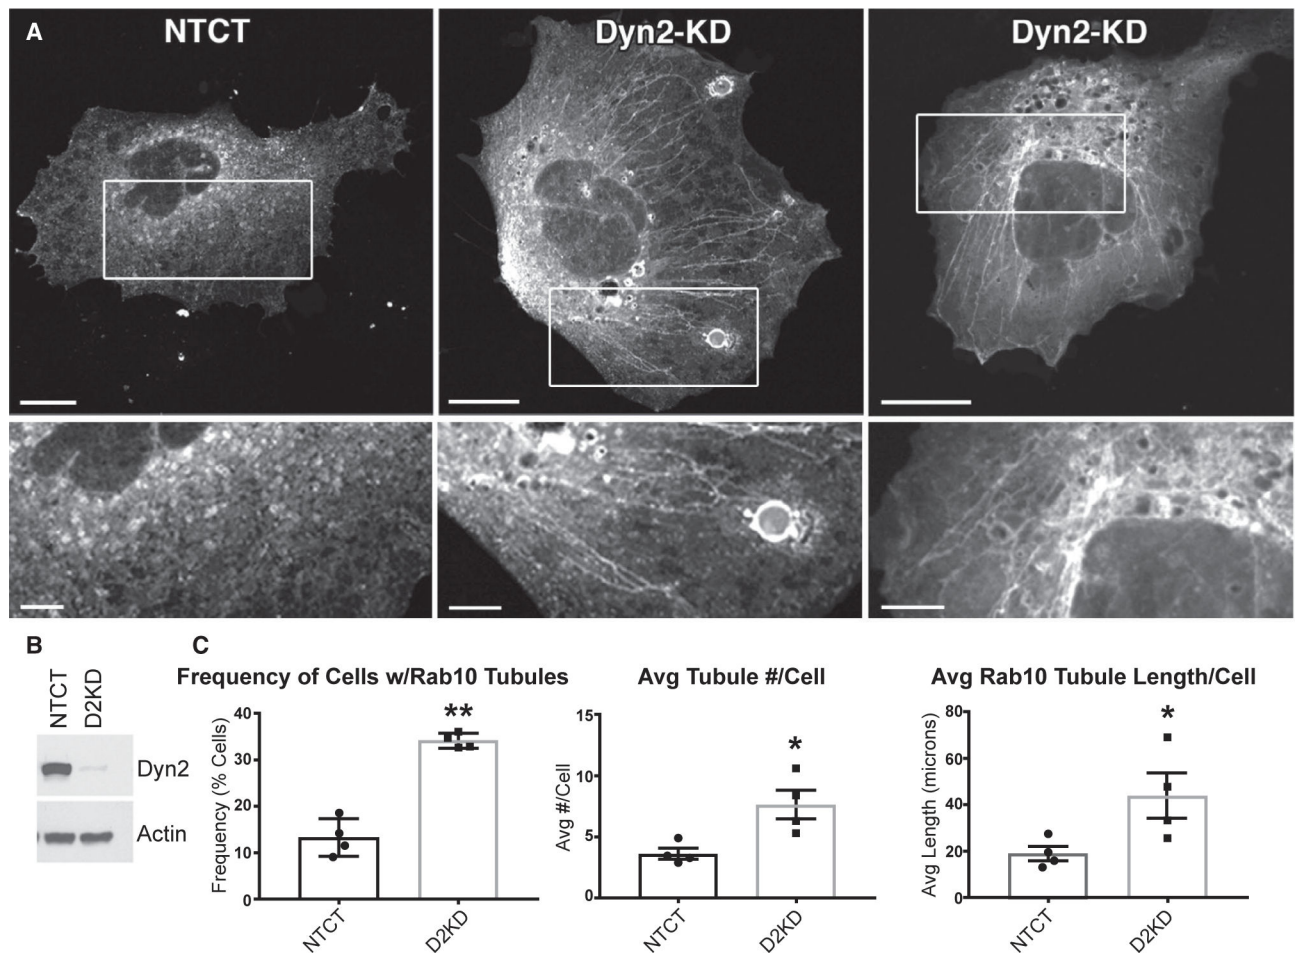 A
NTCT
Dyn2-KD
Dyn2-KD
B
NTCT
D2KD
Dyn2
Actin
C
Frequency of Cells w/Rab10 Tubules
Frequency (% Cells)
40
30
20
10
0
**
NTCT
D2KD
Avg Tubule #/Cell
Avg #/Cell
15
10
5
0
*
NTCT
D2KD
Avg Rab10 Tubule Length/Cell
Avg Length (microns)
80
60
40
20
0
*
NTCT
D2KD